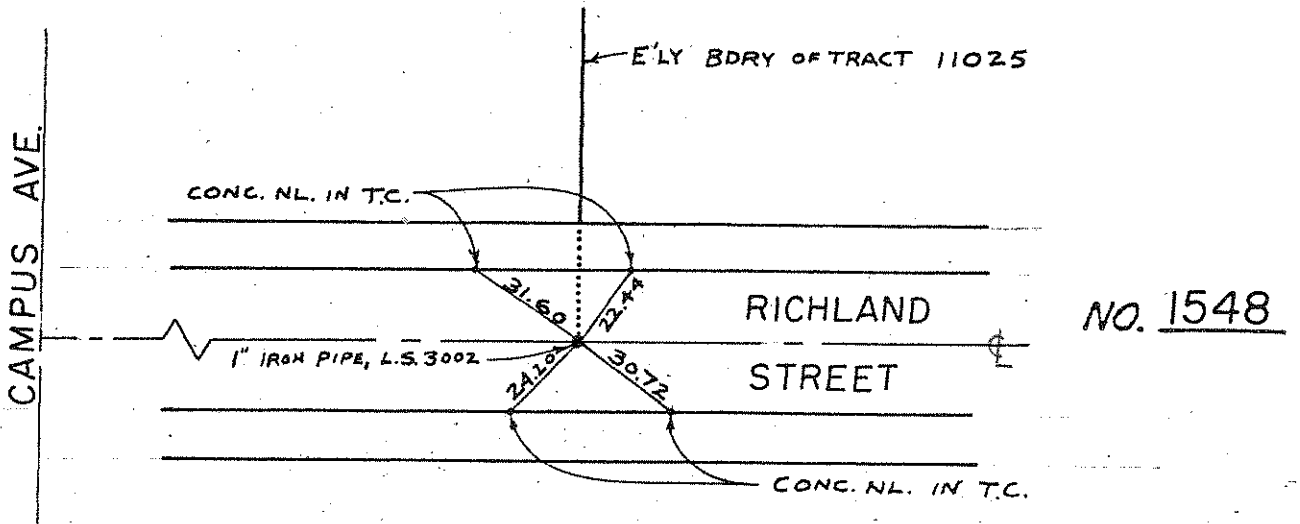 E'LY BDRY OF TRACT 11025
CAMPUS AVE.
CONC. NL. IN T.C.
31.60
22.44
RICHLAND
NO. 1548
1" IRON PIPE, L.S. 3002
24.20
30.72
STREET
℄
CONC. NL. IN T.C.